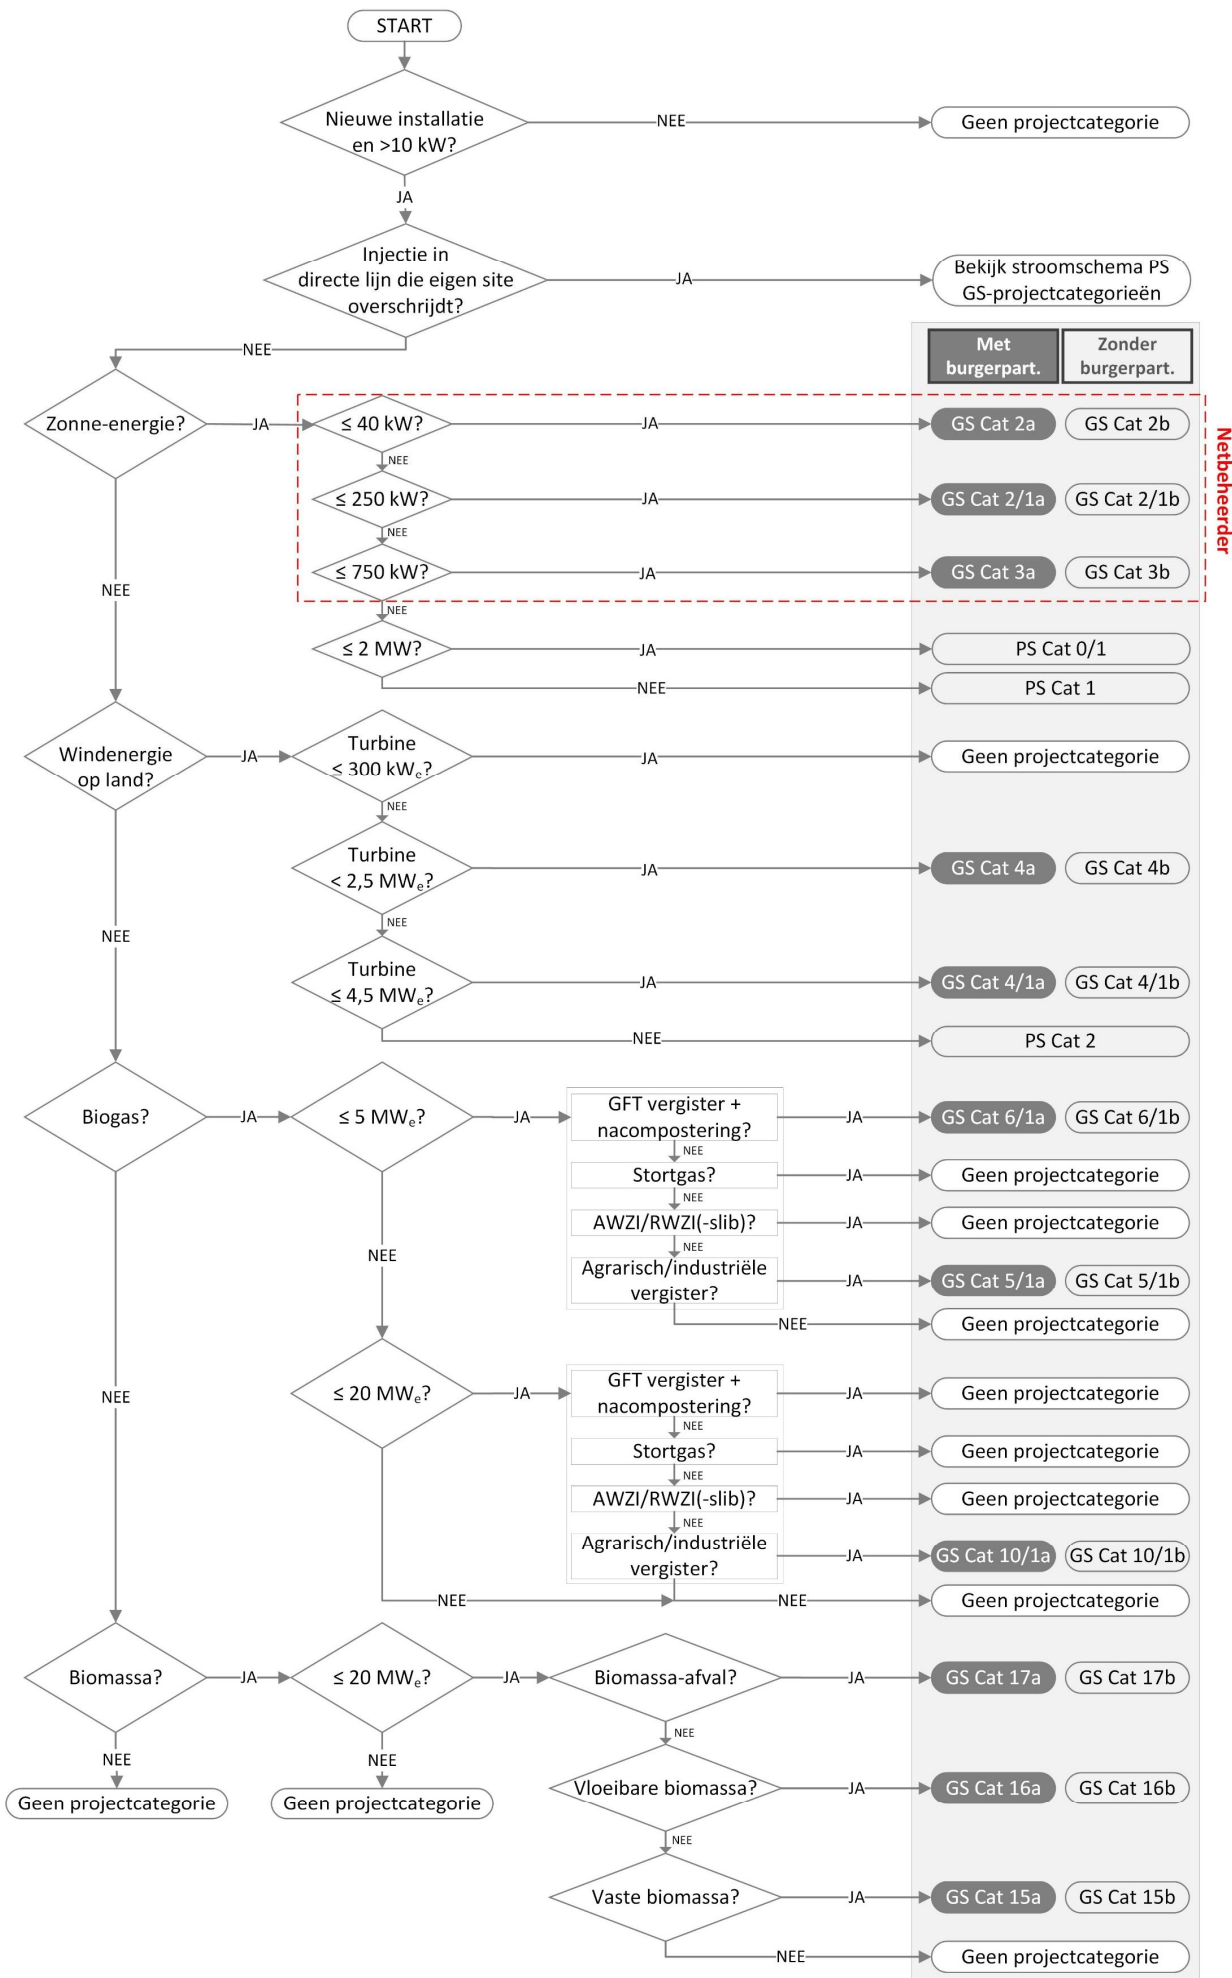 START
Nieuwe installatie
en >10 kW?
NEE
Geen projectcategorie
JA
Injectie in
directe lijn die eigen site
overschrijdt?
JA
Bekijk stroomschema PS
GS-projectcategorieën
NEE
Met
burgerpart.
Zonder
burgerpart.
Zonne-energie?
JA
≤ 40 kW?
JA
GS Cat 2a
GS Cat 2b
NEE
≤ 250 kW?
JA
GS Cat 2/1a
GS Cat 2/1b
Netbeheerder
NEE
≤ 750 kW?
JA
GS Cat 3a
GS Cat 3b
NEE
NEE
≤ 2 MW?
JA
PS Cat 0/1
NEE
PS Cat 1
Windenergie
op land?
JA
Turbine
≤ 300 kWₑ?
JA
Geen projectcategorie
NEE
Turbine
< 2,5 MWₑ?
JA
GS Cat 4a
GS Cat 4b
NEE
NEE
Turbine
≤ 4,5 MWₑ?
JA
GS Cat 4/1a
GS Cat 4/1b
NEE
PS Cat 2
Biogas?
JA
≤ 5 MWₑ?
JA
GFT vergister +
nacompostering?
JA
GS Cat 6/1a
GS Cat 6/1b
NEE
Stortgas?
JA
Geen projectcategorie
NEE
AWZI/RWZI(-slib)?
JA
Geen projectcategorie
NEE
NEE
Agrarisch/industriële
vergister?
JA
GS Cat 5/1a
GS Cat 5/1b
NEE
Geen projectcategorie
NEE
≤ 20 MWₑ?
JA
GFT vergister +
nacompostering?
JA
Geen projectcategorie
NEE
Stortgas?
JA
Geen projectcategorie
NEE
AWZI/RWZI(-slib)?
JA
Geen projectcategorie
NEE
Agrarisch/industriële
vergister?
JA
GS Cat 10/1a
GS Cat 10/1b
NEE
NEE
Geen projectcategorie
Biomassa?
JA
≤ 20 MWₑ?
JA
Biomassa-afval?
JA
GS Cat 17a
GS Cat 17b
NEE
NEE
NEE
Geen projectcategorie
Geen projectcategorie
Vloeibare biomassa?
JA
GS Cat 16a
GS Cat 16b
NEE
Vaste biomassa?
JA
GS Cat 15a
GS Cat 15b
NEE
Geen projectcategorie